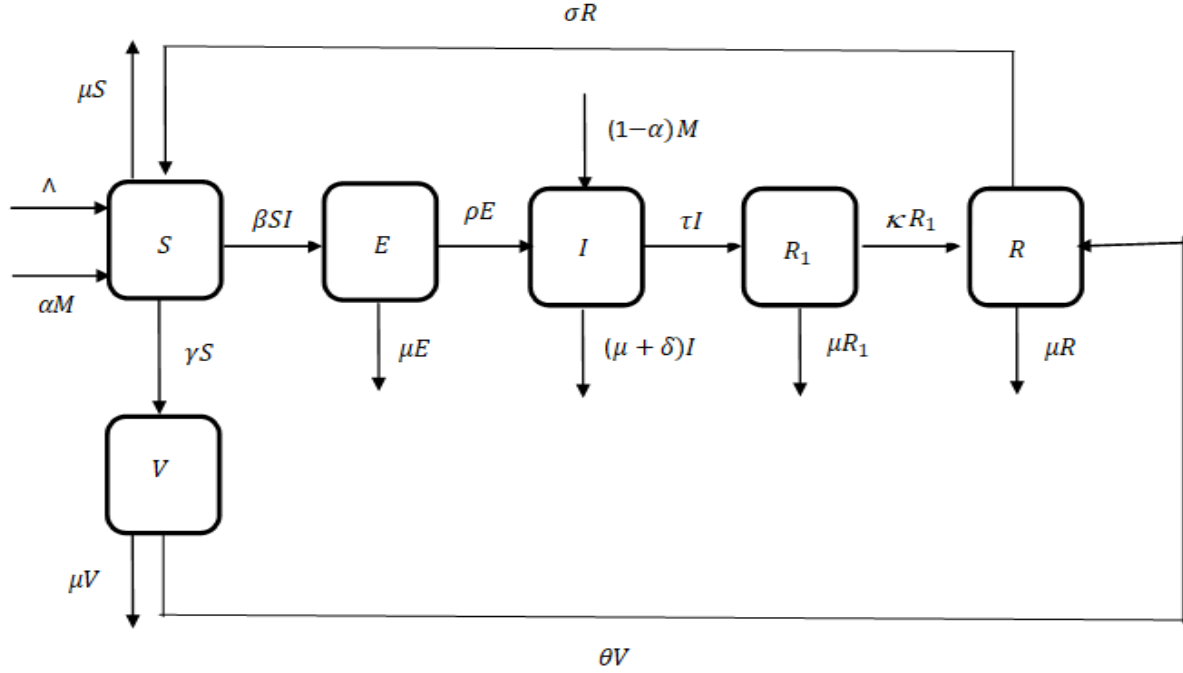 σR
μS
(1−α)M
∧
S
βSI
E
ρE
I
τI
R₁
κR₁
R
αM
γS
μE
(μ + δ)I
μR₁
μR
V
μV
θV